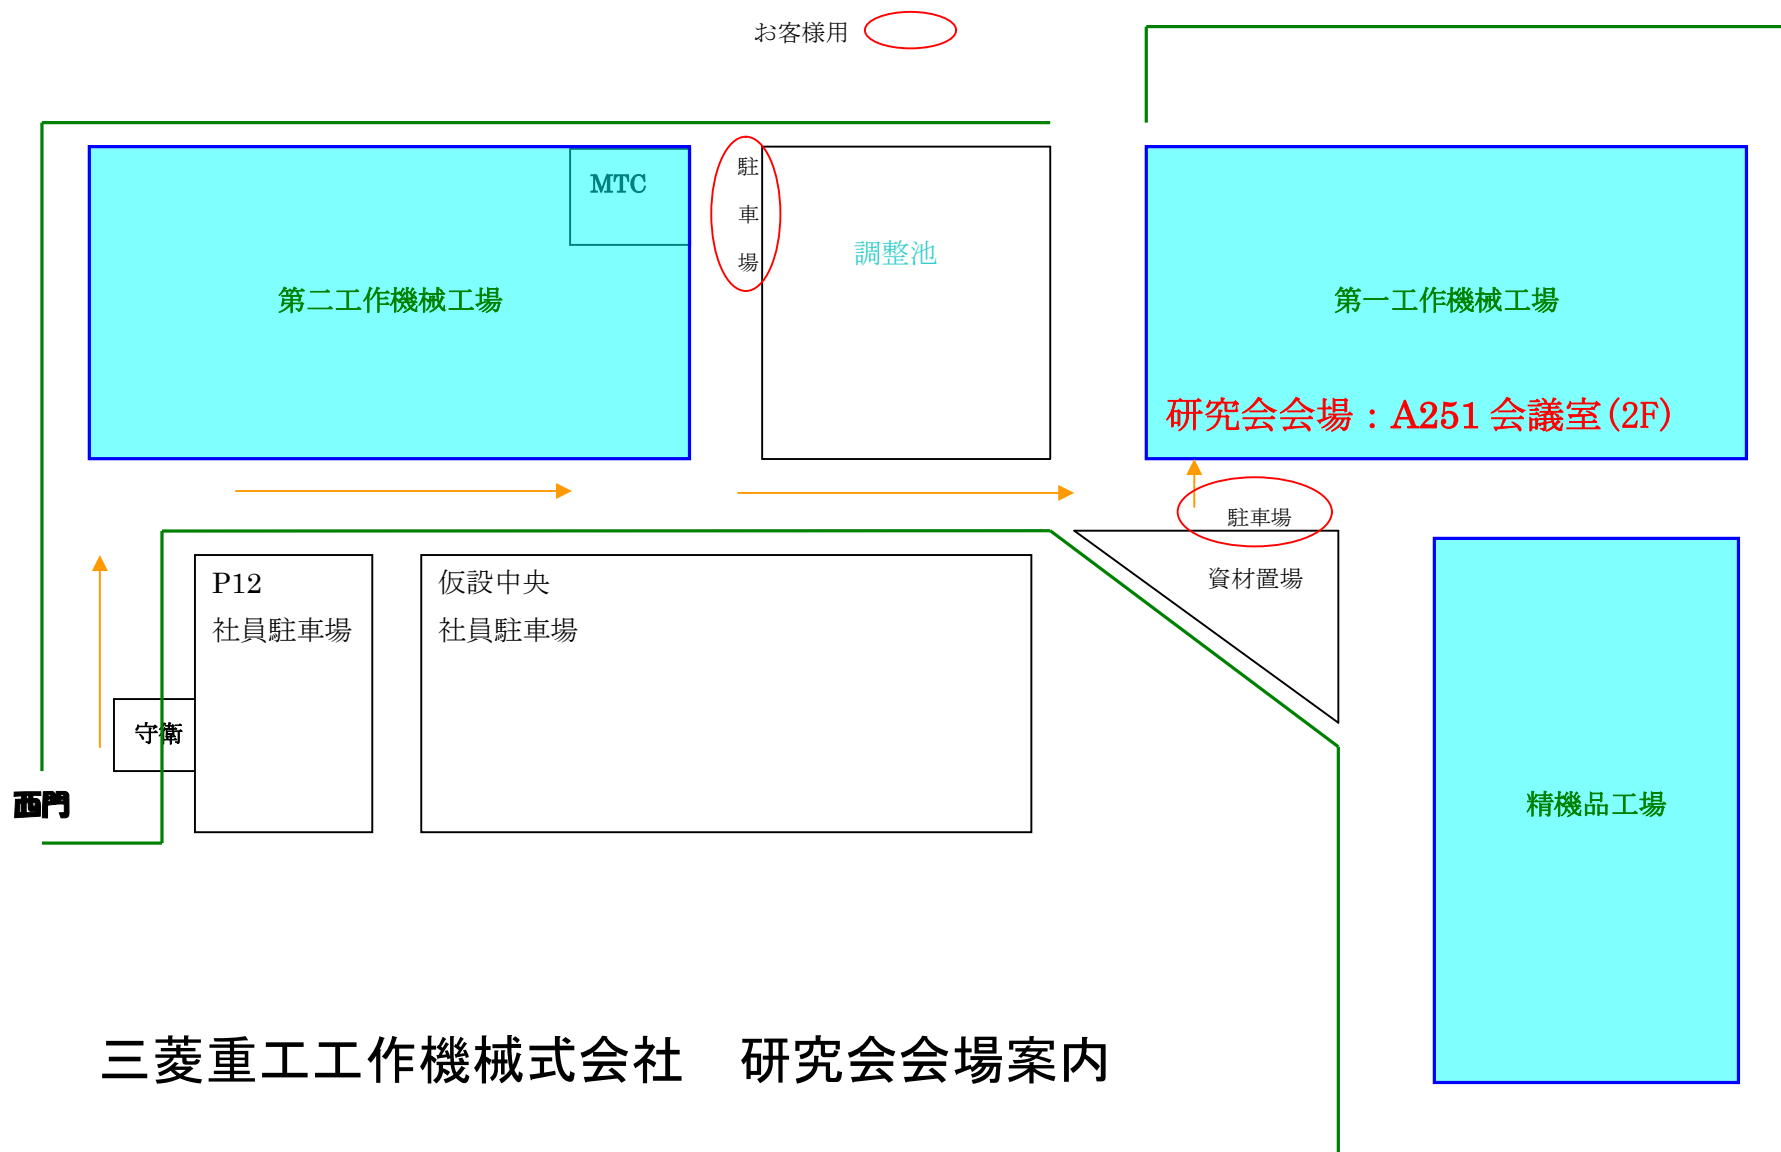 お客様用
MTC
駐
車
場
調整池
第二工作機械工場
第一工作機械工場
研究会会場：A251 会議室(2F)
駐車場
資材置場
P12
社員駐車場
仮設中央
社員駐車場
守衛
西門
精機品工場
三菱重工工作機械式会社　研究会会場案内